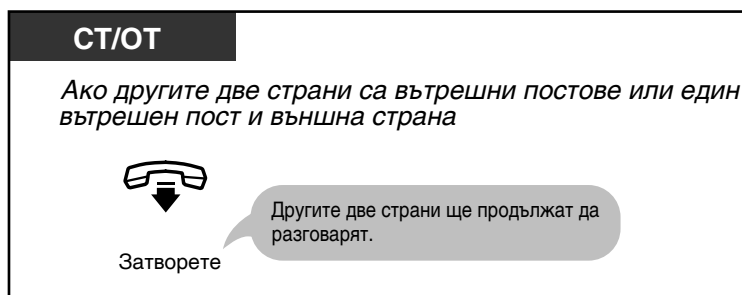 СТ/ОТ
Ако другите две страни са вътрешни постове или един
вътрешен пост и външна страна
Другите две страни ще продължат да
разговарят.
Затворете